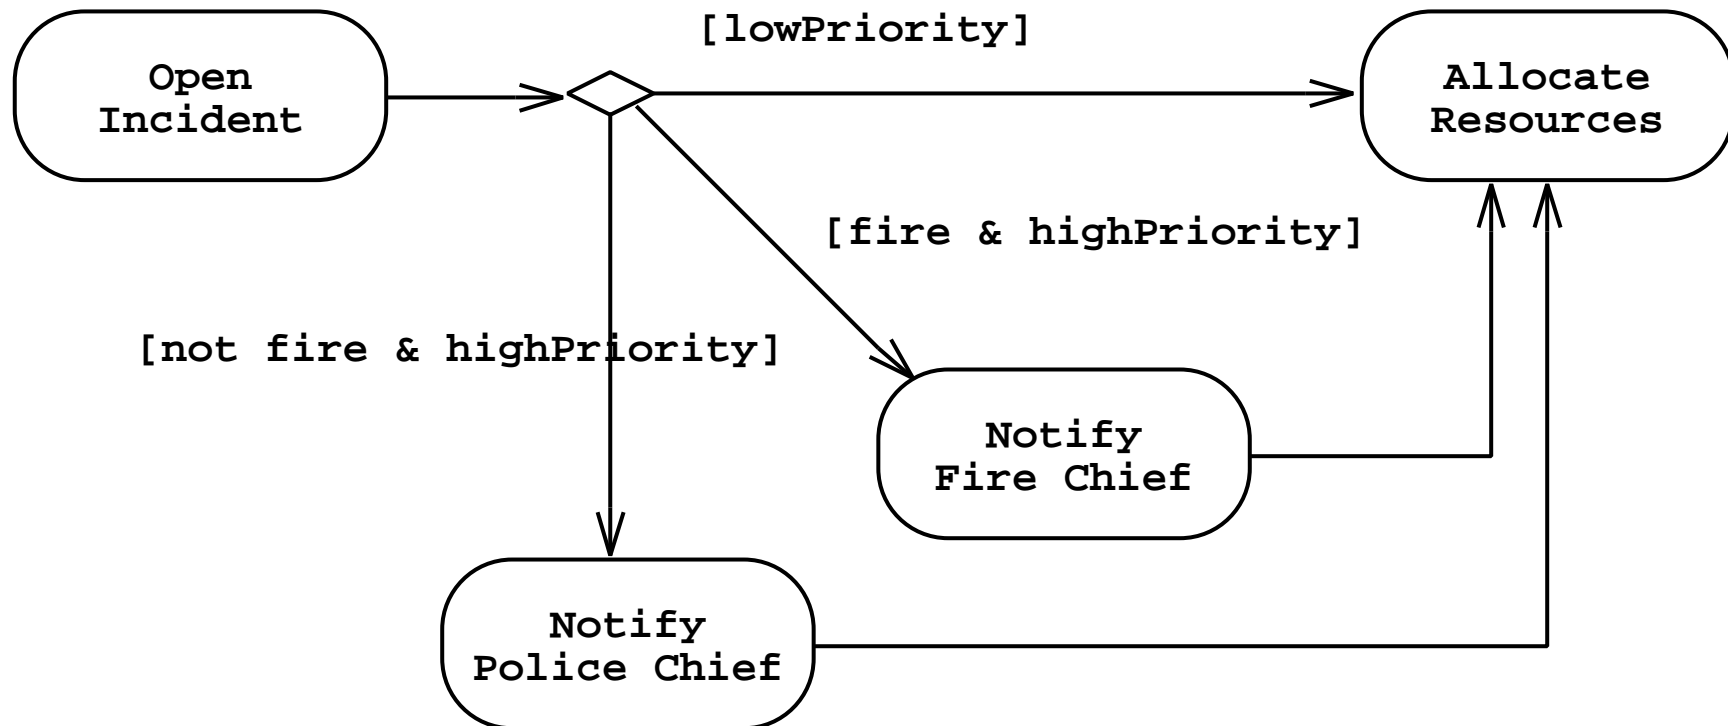 [lowPriority]
Open
Incident
Allocate
Resources
[fire & highPriority]
[not fire & highPriority]
Notify
Fire Chief
Notify
Police Chief